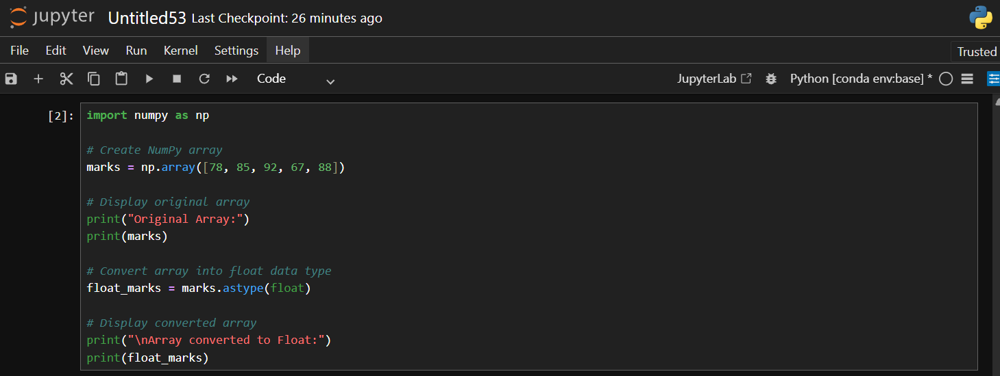 jupyter Untitled53 Last Checkpoint: 26 minutes ago
File Edit View Run Kernel Settings Help Trusted
Code JupyterLab Python [conda env:base] *
[2]: import numpy as np
# Create NumPy array
marks = np.array([78, 85, 92, 67, 88])
# Display original array
print("Original Array:")
print(marks)
# Convert array into float data type
float_marks = marks.astype(float)
# Display converted array
print("\nArray converted to Float:")
print(float_marks)